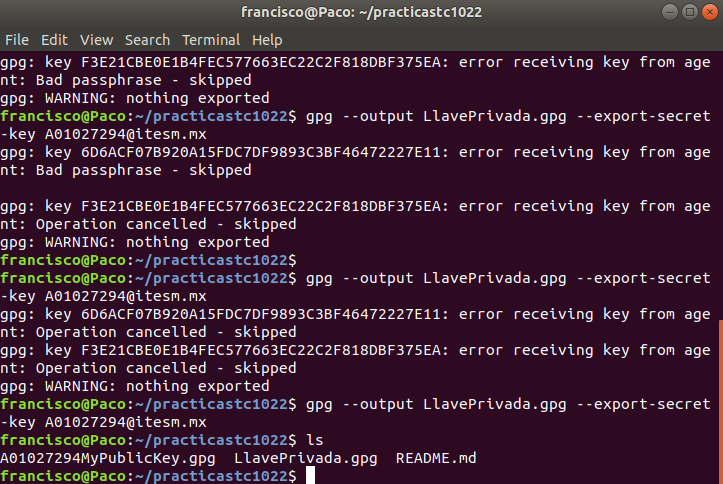 francisco@Paco: ~/practicastc1022
File Edit View Search Terminal Help
gpg: key F3E21CBE0E1B4FEC577663EC22C2F818DBF375EA: error receiving key from age
nt: Bad passphrase - skipped
gpg: WARNING: nothing exported
francisco@Paco:~/practicastc1022$ gpg --output LlavePrivada.gpg --export-secret
-key A01027294@itesm.mx
gpg: key 6D6ACF07B920A15FDC7DF9893C3BF46472227E11: error receiving key from age
nt: Bad passphrase - skipped
gpg: key F3E21CBE0E1B4FEC577663EC22C2F818DBF375EA: error receiving key from age
nt: Operation cancelled - skipped
gpg: WARNING: nothing exported
francisco@Paco:~/practicastc1022$
francisco@Paco:~/practicastc1022$ gpg --output LlavePrivada.gpg --export-secret
-key A01027294@itesm.mx
gpg: key 6D6ACF07B920A15FDC7DF9893C3BF46472227E11: error receiving key from age
nt: Operation cancelled - skipped
gpg: key F3E21CBE0E1B4FEC577663EC22C2F818DBF375EA: error receiving key from age
nt: Operation cancelled - skipped
gpg: WARNING: nothing exported
francisco@Paco:~/practicastc1022$ gpg --output LlavePrivada.gpg --export-secret
-key A01027294@itesm.mx
francisco@Paco:~/practicastc1022$ ls
A01027294MyPublicKey.gpg LlavePrivada.gpg README.md
francisco@Paco:~/practicastc1022$